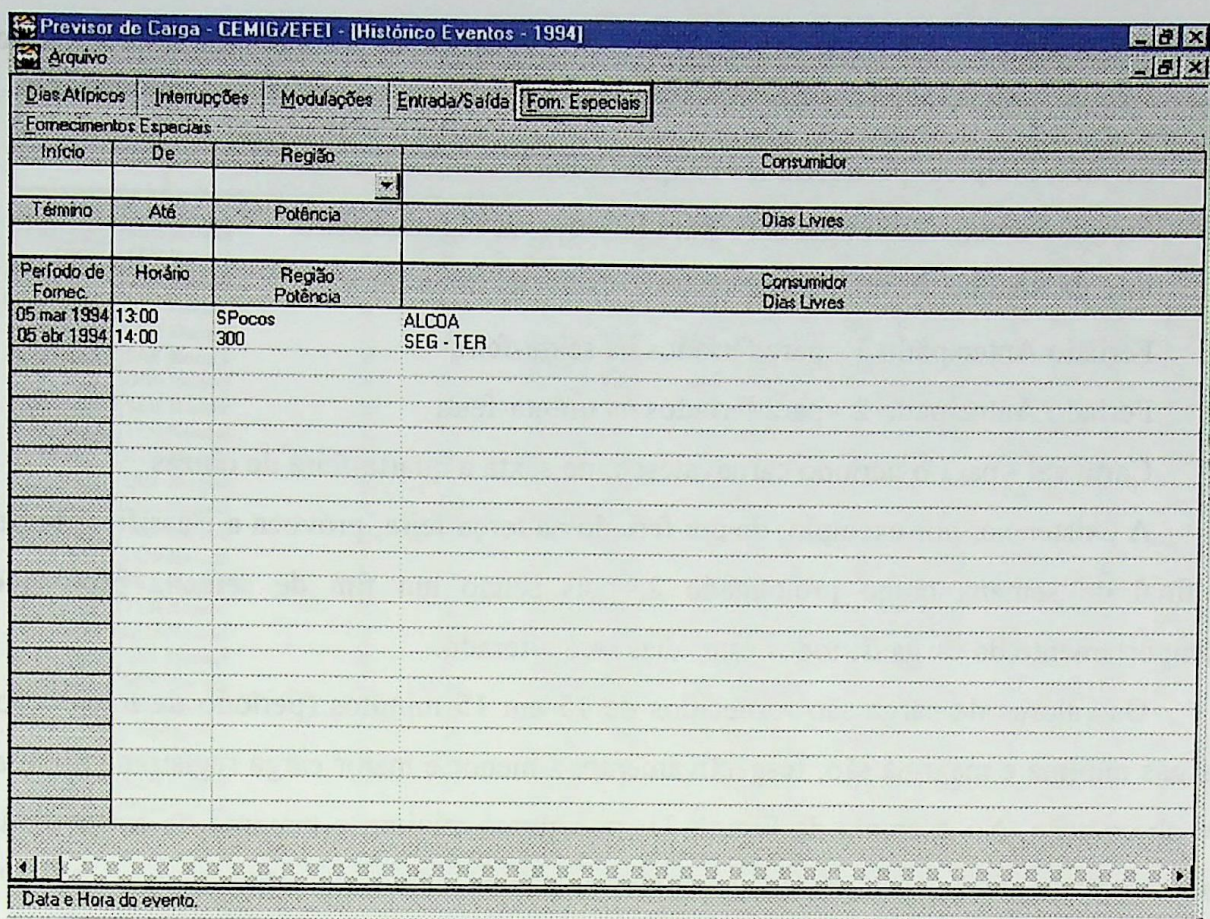 Previsor de Carga - CEMIG/EFEI - [Histórico Eventos - 1994]
Arquivo
Dias Atípicos Interrupções Modulações Entrada/Saída Forn. Especiais
Fornecimentos Especiais
Início De Região Consumidor
Término Até Potência Dias Livres
Período de Fornec. Horário Região Potência Consumidor Dias Livres
05 mar 1994 13:00 SPocos ALCOA
05 abr 1994 14:00 300 SEG - TER
Data e Hora do evento.